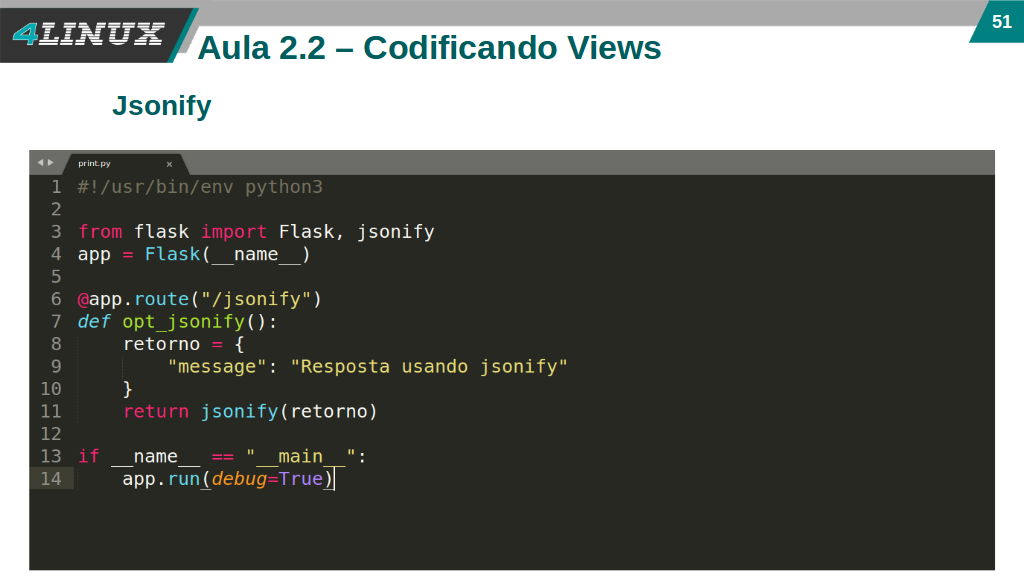 4LINUX
51
Aula 2.2 – Codificando Views
Jsonify
print.py ×
1 #!/usr/bin/env python3
2
3 from flask import Flask, jsonify
4 app = Flask(__name__)
5
6 @app.route("/jsonify")
7 def opt_jsonify():
8     retorno = {
9         "message": "Resposta usando jsonify"
10     }
11     return jsonify(retorno)
12
13 if __name__ == "__main__":
14     app.run(debug=True)